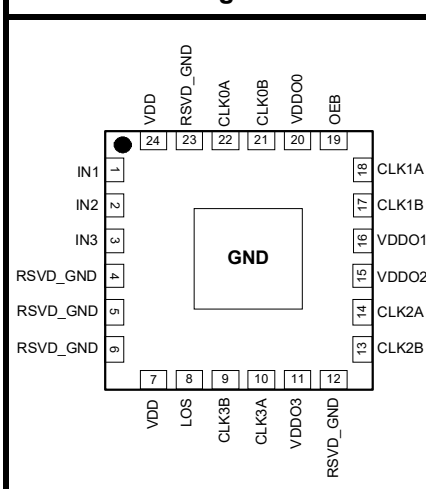 VDD
RSVD_GND
CLK0A
CLK0B
VDDO0
OEB
24
23
22
21
20
19
IN1
1
18
CLK1A
IN2
2
17
CLK1B
IN3
3
16
VDDO1
GND
RSVD_GND
4
15
VDDO2
RSVD_GND
5
14
CLK2A
RSVD_GND
6
13
CLK2B
7
8
9
10
11
12
VDD
LOS
CLK3B
CLK3A
VDDO3
RSVD_GND